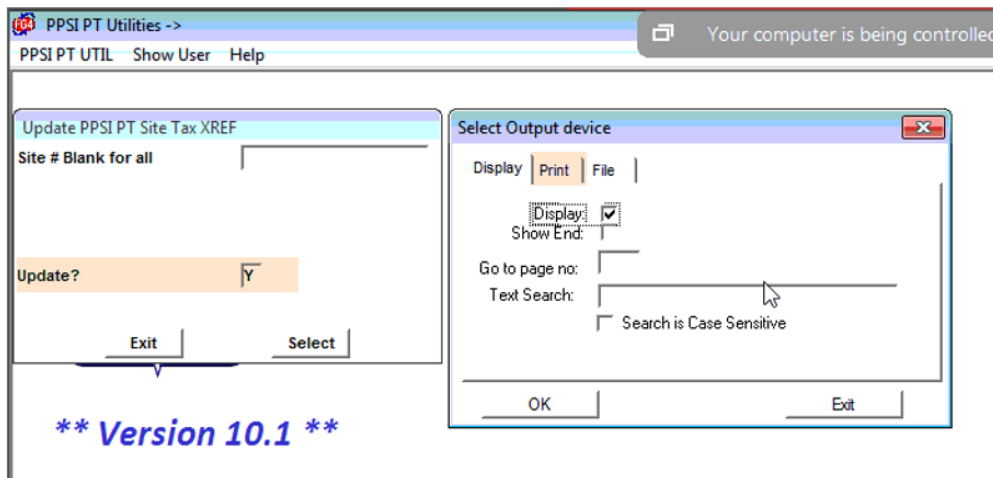 FG4 PPSI PT Utilities ->
Your computer is being controlled
PPSI PT UTIL Show User Help
Update PPSI PT Site Tax XREF
Site # Blank for all
Update? Y
Exit Select
** Version 10.1 **
Select Output device
Display Print File
Display:
Show End:
Go to page no:
Text Search:
Search is Case Sensitive
OK Exit